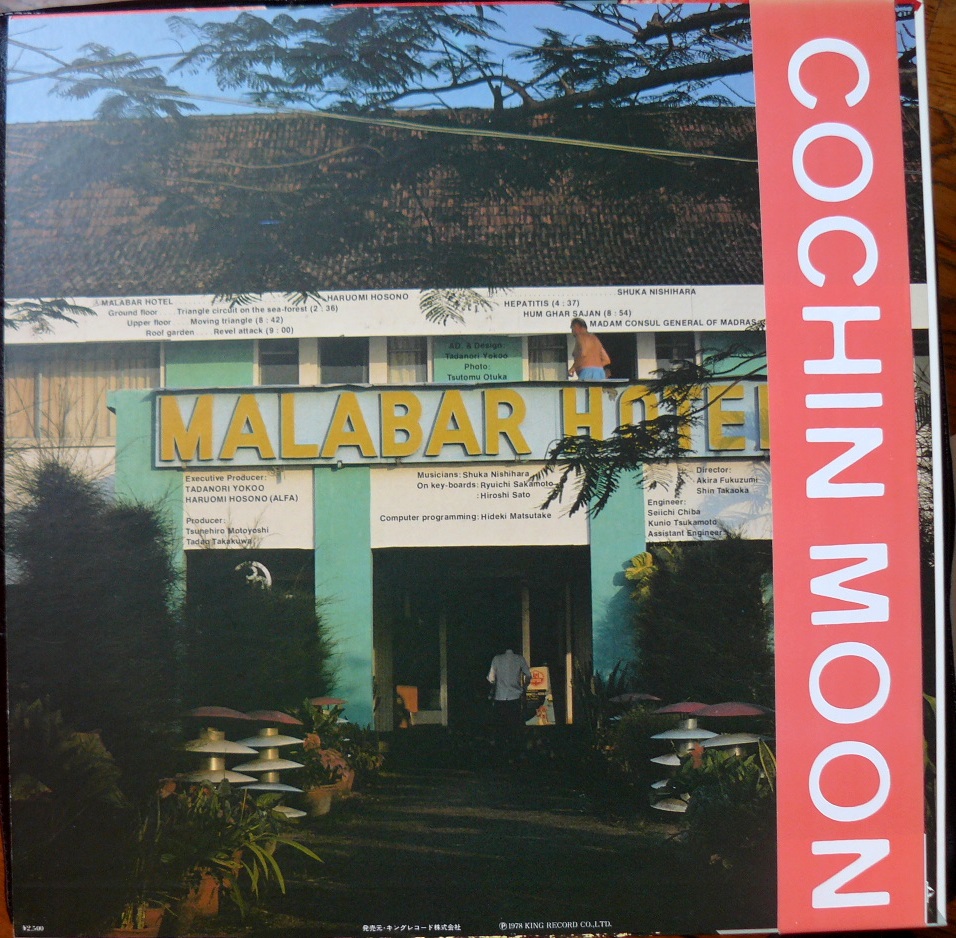 COCHIN MOON
MALABAR HOTEL
HARUOMI HOSONO
Ground floor Triangle circuit on the sea-forest (2:36)
Upper floor Moving triangle (8:42)
Roof garden . . . Revel attack (9:00)
SHUKA NISHIHARA
HEPATITIS (4:37)
HUM GHAR SAJAN (8:54)
MADAM CONSUL GENERAL OF MADRAS
AD. & Design:
Tadanori Yokoo
Photo:
Tsutomu Otuka
MALABAR HOTEL
Executive Producer:
TADANORI YOKOO
HARUOMI HOSONO (ALFA)
Producer:
Tsunehiro Motoyoshi
Tadao Takakuwa
Musicians: Shuka Nishihara
On key-boards: Ryuichi Sakamoto
: Hiroshi Sato
Computer programming: Hideki Matsutake
Director:
Akira Fukuzumi
Shin Takaoka
Engineer:
Seiichi Chiba
Kunio Tsukamoto
Assistant Engineer:
¥2,500
発売元・キングレコード株式会社
Ⓟ1978 KING RECORD CO.,LTD.